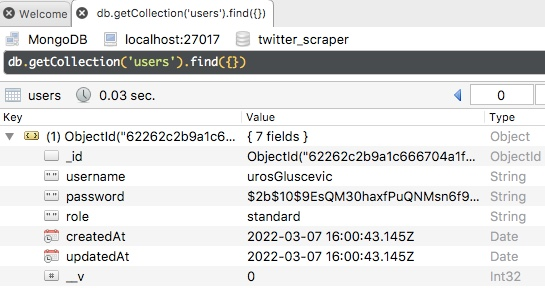 Welcome db.getCollection('users').find({})
MongoDB localhost:27017 twitter_scraper
db.getCollection('users').find({})
users 0.03 sec. 0
Key Value Type
(1) ObjectId("62262c2b9a1c6... { 7 fields } Object
_id ObjectId("62262c2b9a1c666704a1f... ObjectId
"" username urosGluscevic String
"" password $2b$10$9EsQM30haxfPuQNMsn6f9... String
"" role standard String
createdAt 2022-03-07 16:00:43.145Z Date
updatedAt 2022-03-07 16:00:43.145Z Date
# __v 0 Int32